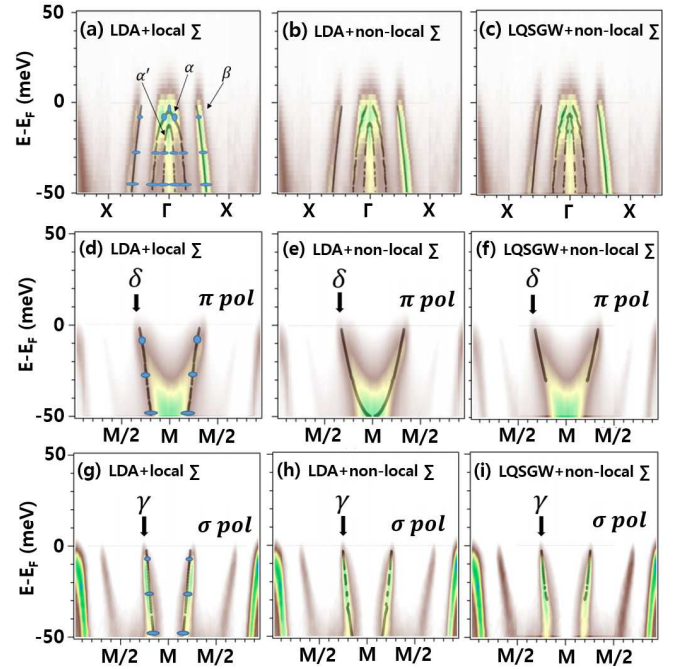 50
(a) LDA+local Σ
(b) LDA+non-local Σ
(c) LQSGW+non-local Σ
α′
α
β
0
E-E_F (meV)
-50
X Γ X
X Γ X
X Γ X
50
(d) LDA+local Σ
(e) LDA+non-local Σ
(f) LQSGW+non-local Σ
δ
δ
δ
π pol
π pol
π pol
0
E-E_F (meV)
-50
M/2 M M/2
M/2 M M/2
M/2 M M/2
50
(g) LDA+local Σ
(h) LDA+non-local Σ
(i) LQSGW+non-local Σ
γ
γ
γ
σ pol
σ pol
σ pol
0
E-E_F (meV)
-50
M/2 M M/2
M/2 M M/2
M/2 M M/2